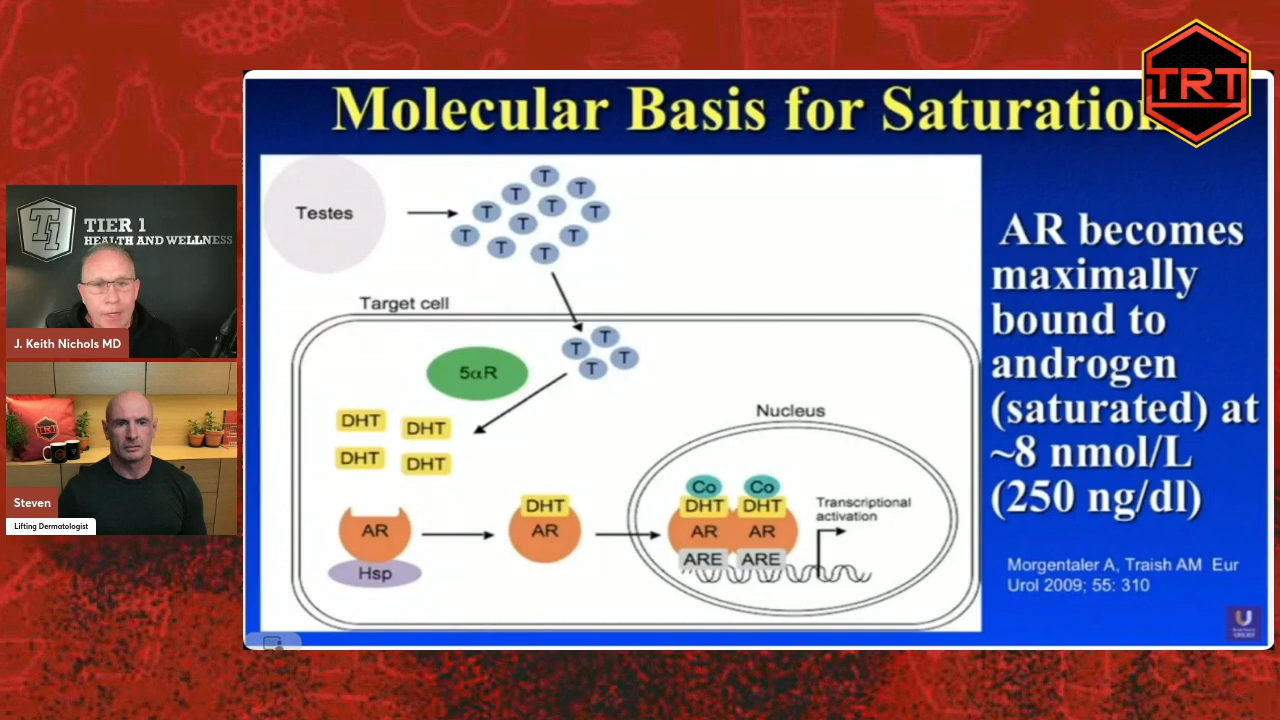 Molecular Basis for Saturation
TRT
Testes
T T T T T T T T T T T T
Target cell
T T T T
5αR
DHT DHT
DHT DHT
Nucleus
AR
Hsp
DHT
AR
Co Co
DHT DHT
AR AR
ARE ARE
Transcriptional
activation
AR becomes
maximally
bound to
androgen
(saturated) at
~8 nmol/L
(250 ng/dl)
Morgentaler A, Traish AM Eur
Urol 2009; 55: 310
U
TIER 1
HEALTH AND WELLNESS
J. Keith Nichols MD
TRT
Steven
Lifting Dermatologist